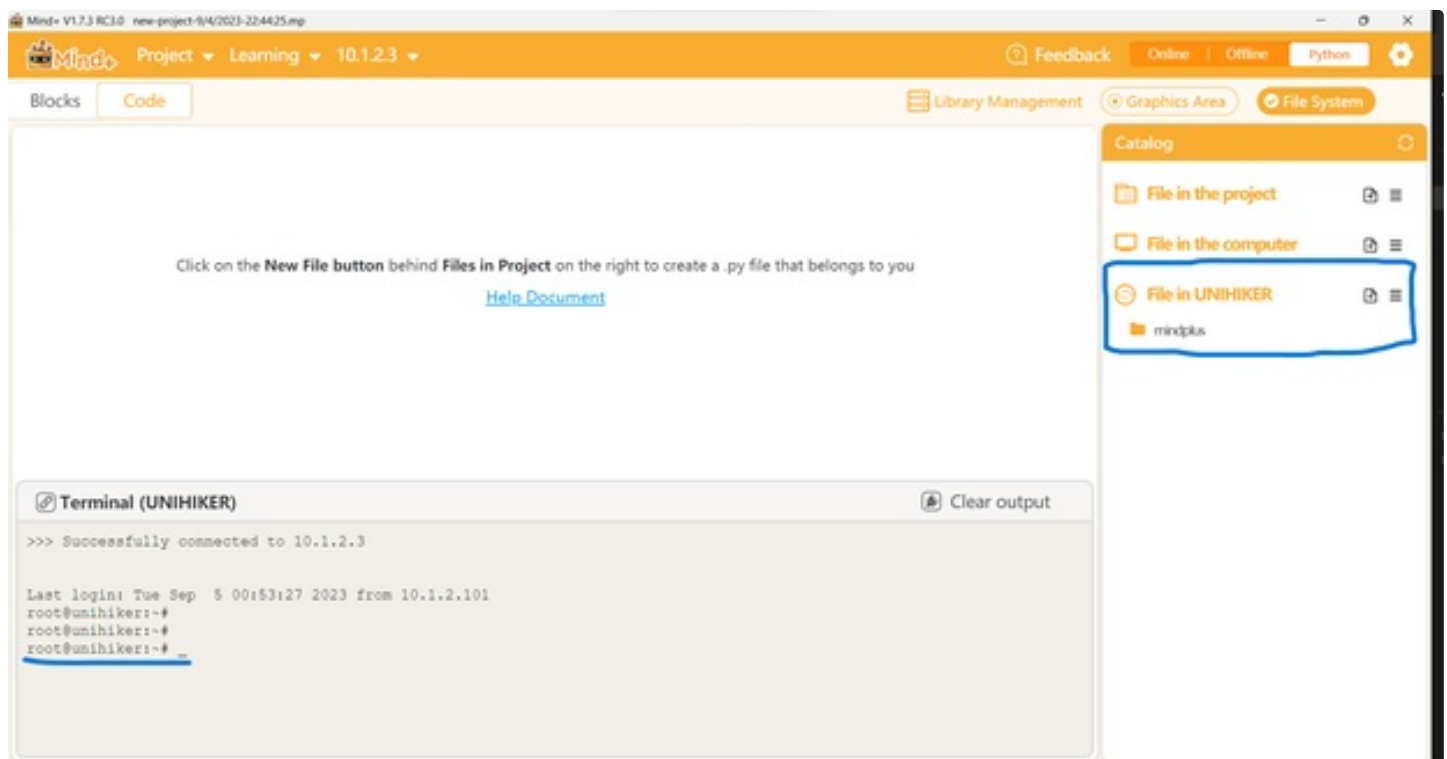 Mind+ V1.7.3 RC3.0 new-project-9/4/2023-22:44:25.mp
Mind+ Project Learning 10.1.2.3 Feedback Online | Offline Python
Blocks Code Library Management Graphics Area File System
Catalog
File in the project
File in the computer
File in UNIHIKER
mindplus
Click on the New File button behind Files in Project on the right to create a .py file that belongs to you
Help Document
Terminal (UNIHIKER) Clear output
>>> Successfully connected to 10.1.2.3
Last login: Tue Sep 5 00:53:27 2023 from 10.1.2.101
root@unihiker:~#
root@unihiker:~#
root@unihiker:~# _